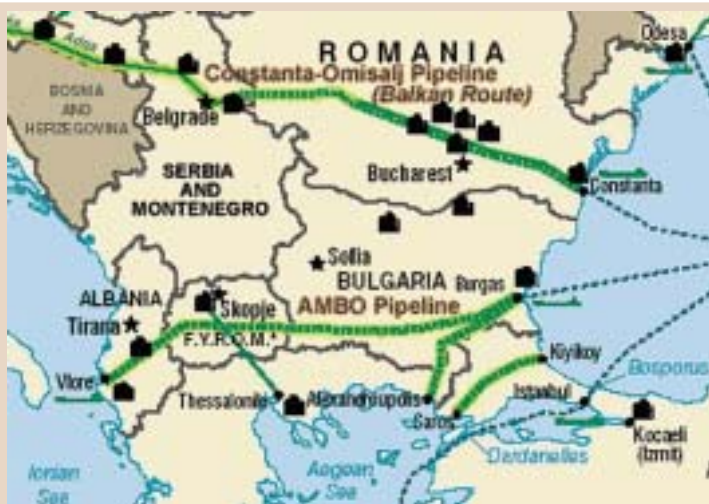 Odesa
ROMANIA
Adria
Constanta-Omisalj Pipeline
(Balkan Route)
BOSNIA
AND
HERZEGOVINA
Belgrade
Bucharest
Constanta
SERBIA
AND
MONTENEGRO
Sofia
BULGARIA
Burgas
ALBANIA
Skopje
AMBO Pipeline
Tirana
F.Y.R.O.M.*
Kiyikoy
Vlore
Bosporus
Thessaloniki
Alexandroupolis
Istanbul
Saros
Kocaeli
(Izmit)
Dardanelles
Ionian
Sea
Aegean
Sea